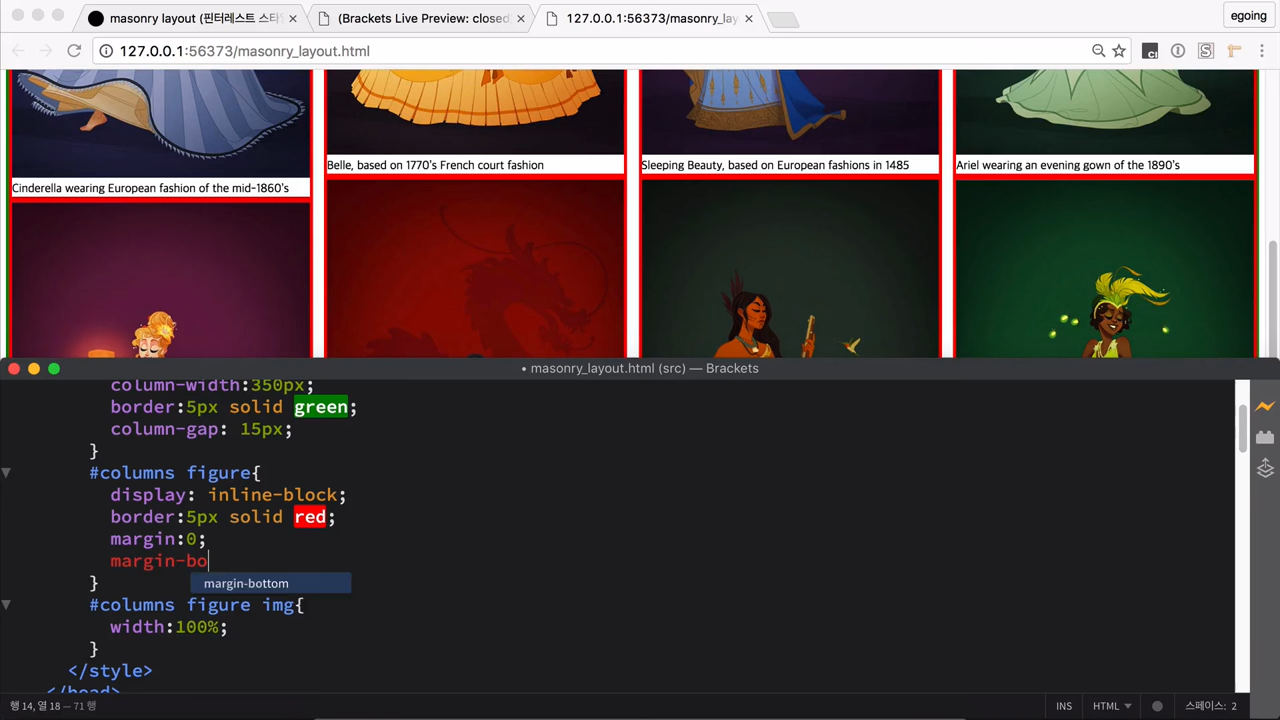 masonry layout (핀터레스트 스타
(Brackets Live Preview: closed
127.0.0.1:56373/masonry_lay
egoing
127.0.0.1:56373/masonry_layout.html
Belle, based on 1770's French court fashion
Sleeping Beauty, based on European fashions in 1485
Ariel wearing an evening gown of the 1890's
Cinderella wearing European fashion of the mid-1860's
• masonry_layout.html (src) — Brackets
column-width:350px;
border:5px solid green;
column-gap: 15px;
}
#columns figure{
display: inline-block;
border:5px solid red;
margin:0;
margin-bo
margin-bottom
}
#columns figure img{
width:100%;
}
</style>
</head>
행 14, 열 18 — 71 행
INS
HTML
스페이스: 2